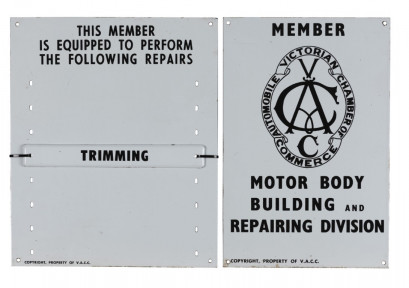 THIS MEMBER
IS EQUIPPED TO PERFORM
THE FOLLOWING REPAIRS
TRIMMING
COPYRIGHT, PROPERTY OF V.A.C.C.
MEMBER
VICTORIAN
AUTOMOBILE
CHAMBER OF
COMMERCE
VACC
MOTOR BODY
BUILDING AND
REPAIRING DIVISION
COPYRIGHT, PROPERTY OF V.A.C.C.